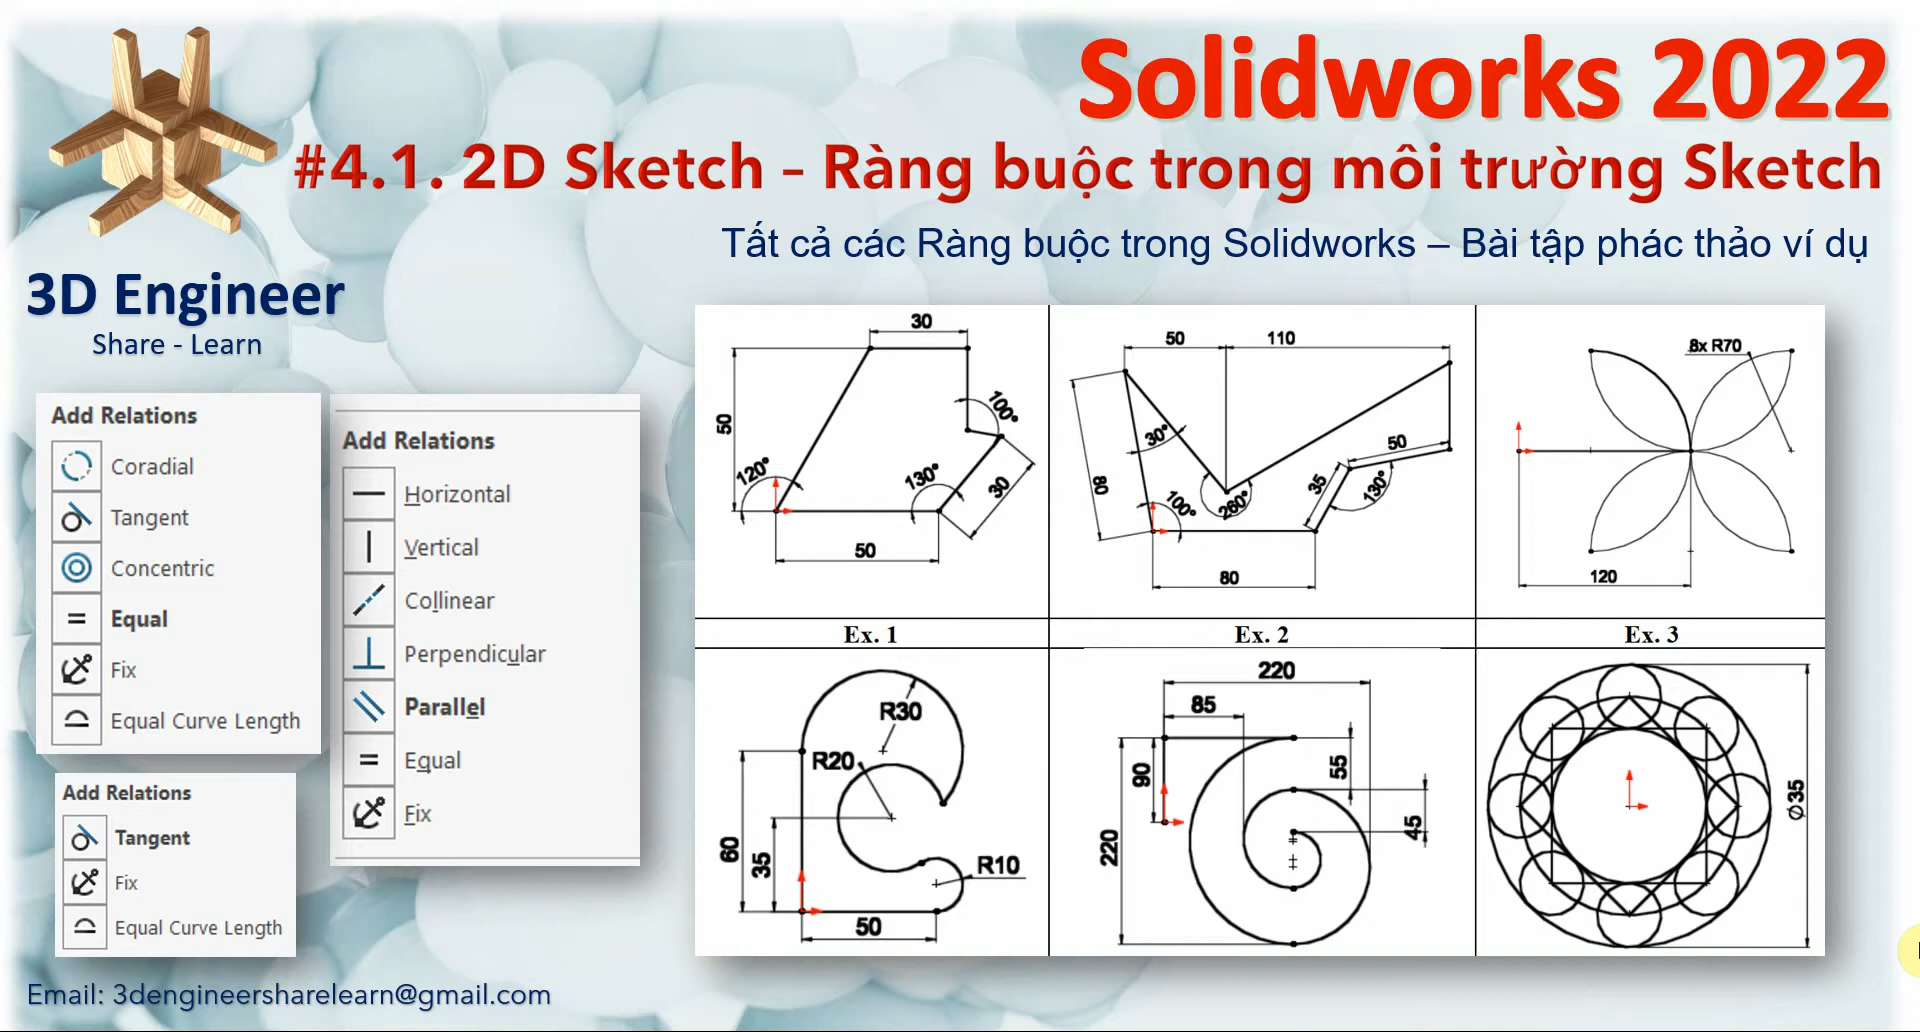 Solidworks 2022
#4.1. 2D Sketch – Ràng buộc trong môi trường Sketch
Tất cả các Ràng buộc trong Solidworks – Bài tập phác thảo ví dụ
3D Engineer
Share - Learn
Add Relations
Coradial
Tangent
Concentric
Equal
Fix
Equal Curve Length
Add Relations
Horizontal
Vertical
Collinear
Perpendicular
Parallel
Equal
Fix
Add Relations
Tangent
Fix
Equal Curve Length
Email: 3dengineersharelearn@gmail.com
30
50
100°
120°
130°
30
50
Ex. 1
50
110
30°
80
100°
260°
35
50
130°
80
Ex. 2
8x R70
120
Ex. 3
R30
R20
60
35
R10
50
220
85
90
55
45
220
Ø35